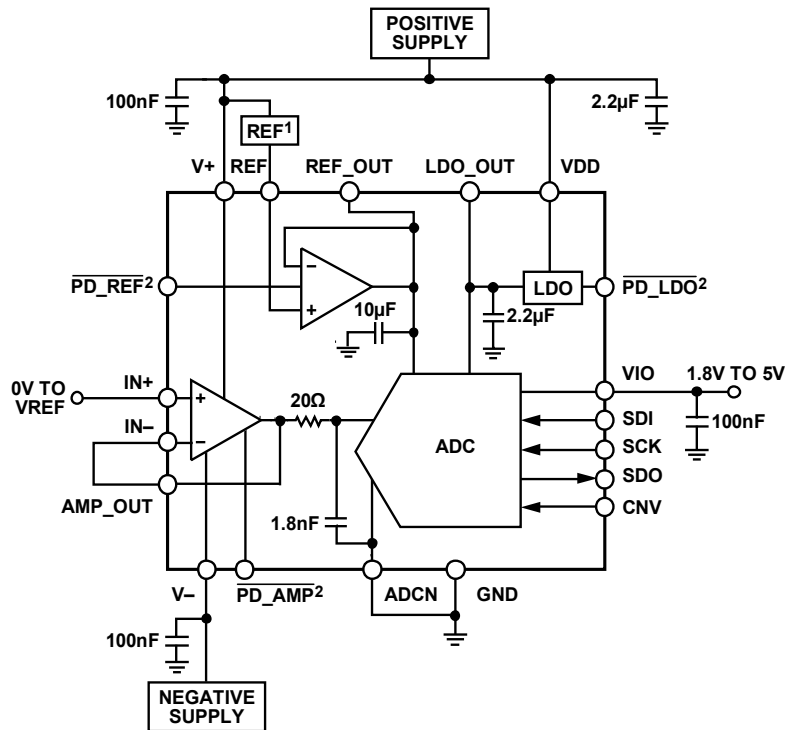 POSITIVE
SUPPLY
100nF
2.2µF
REF1
V+
REF
REF_OUT
LDO_OUT
VDD
PD_REF2
LDO
PD_LDO2
10µF
2.2µF
0V TO
VREF
IN+
IN–
AMP_OUT
20Ω
ADC
VIO
1.8V TO 5V
SDI
SCK
SDO
CNV
100nF
1.8nF
V–
PD_AMP2
ADCN
GND
100nF
NEGATIVE
SUPPLY